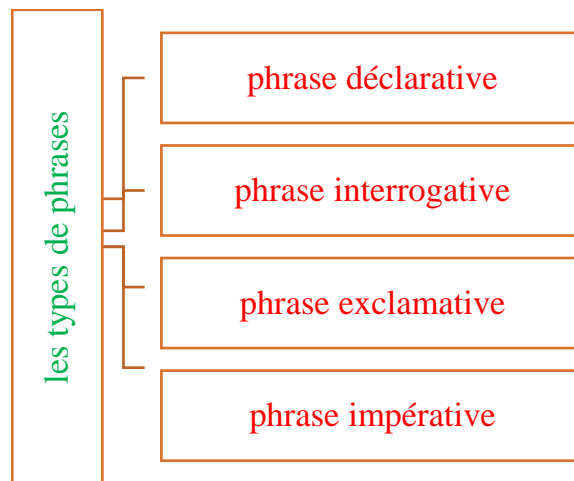 les types de phrases
phrase déclarative
phrase interrogative
phrase exclamative
phrase impérative